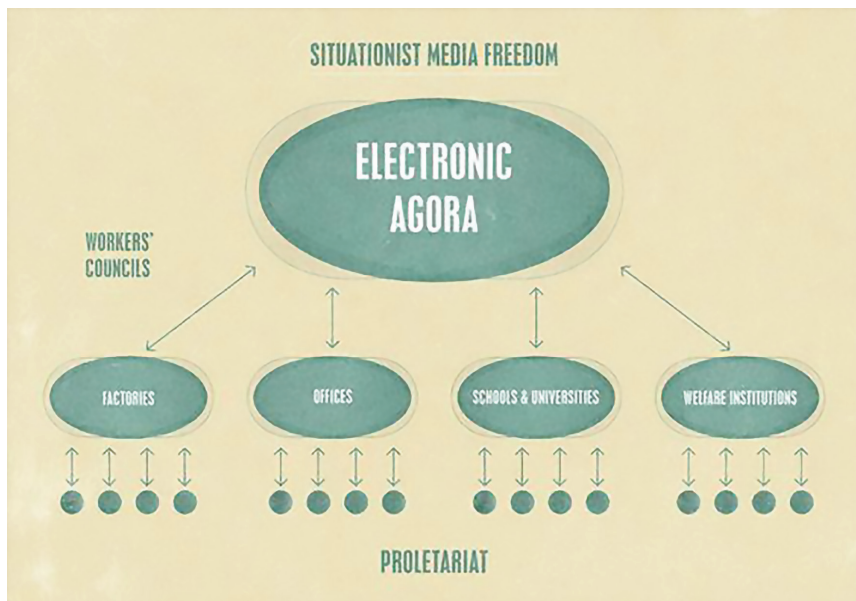 SITUATIONIST MEDIA FREEDOM
ELECTRONIC
AGORA
WORKERS'
COUNCILS
FACTORIES
OFFICES
SCHOOLS & UNIVERSITIES
WELFARE INSTITUTIONS
PROLETARIAT